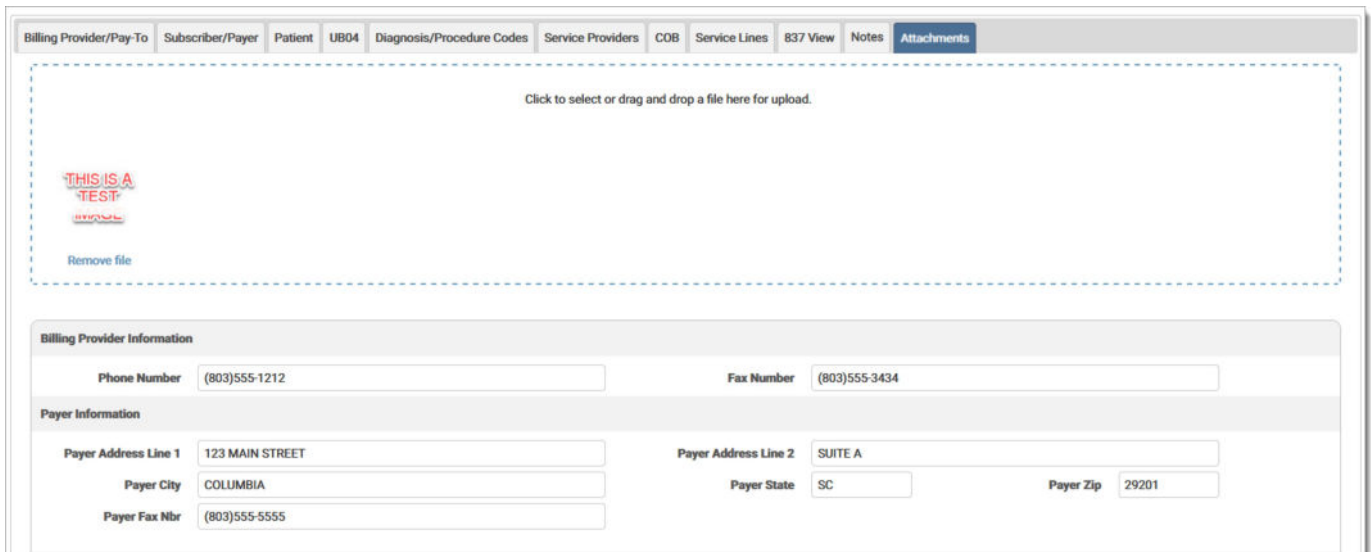 Billing Provider/Pay-To Subscriber/Payer Patient UB04 Diagnosis/Procedure Codes Service Providers COB Service Lines 837 View Notes Attachments
Click to select or drag and drop a file here for upload.
THIS IS A
TEST
IMAGE
Remove file
Billing Provider Information
Phone Number (803)555-1212 Fax Number (803)555-3434
Payer Information
Payer Address Line 1 123 MAIN STREET Payer Address Line 2 SUITE A
Payer City COLUMBIA Payer State SC Payer Zip 29201
Payer Fax Nbr (803)555-5555